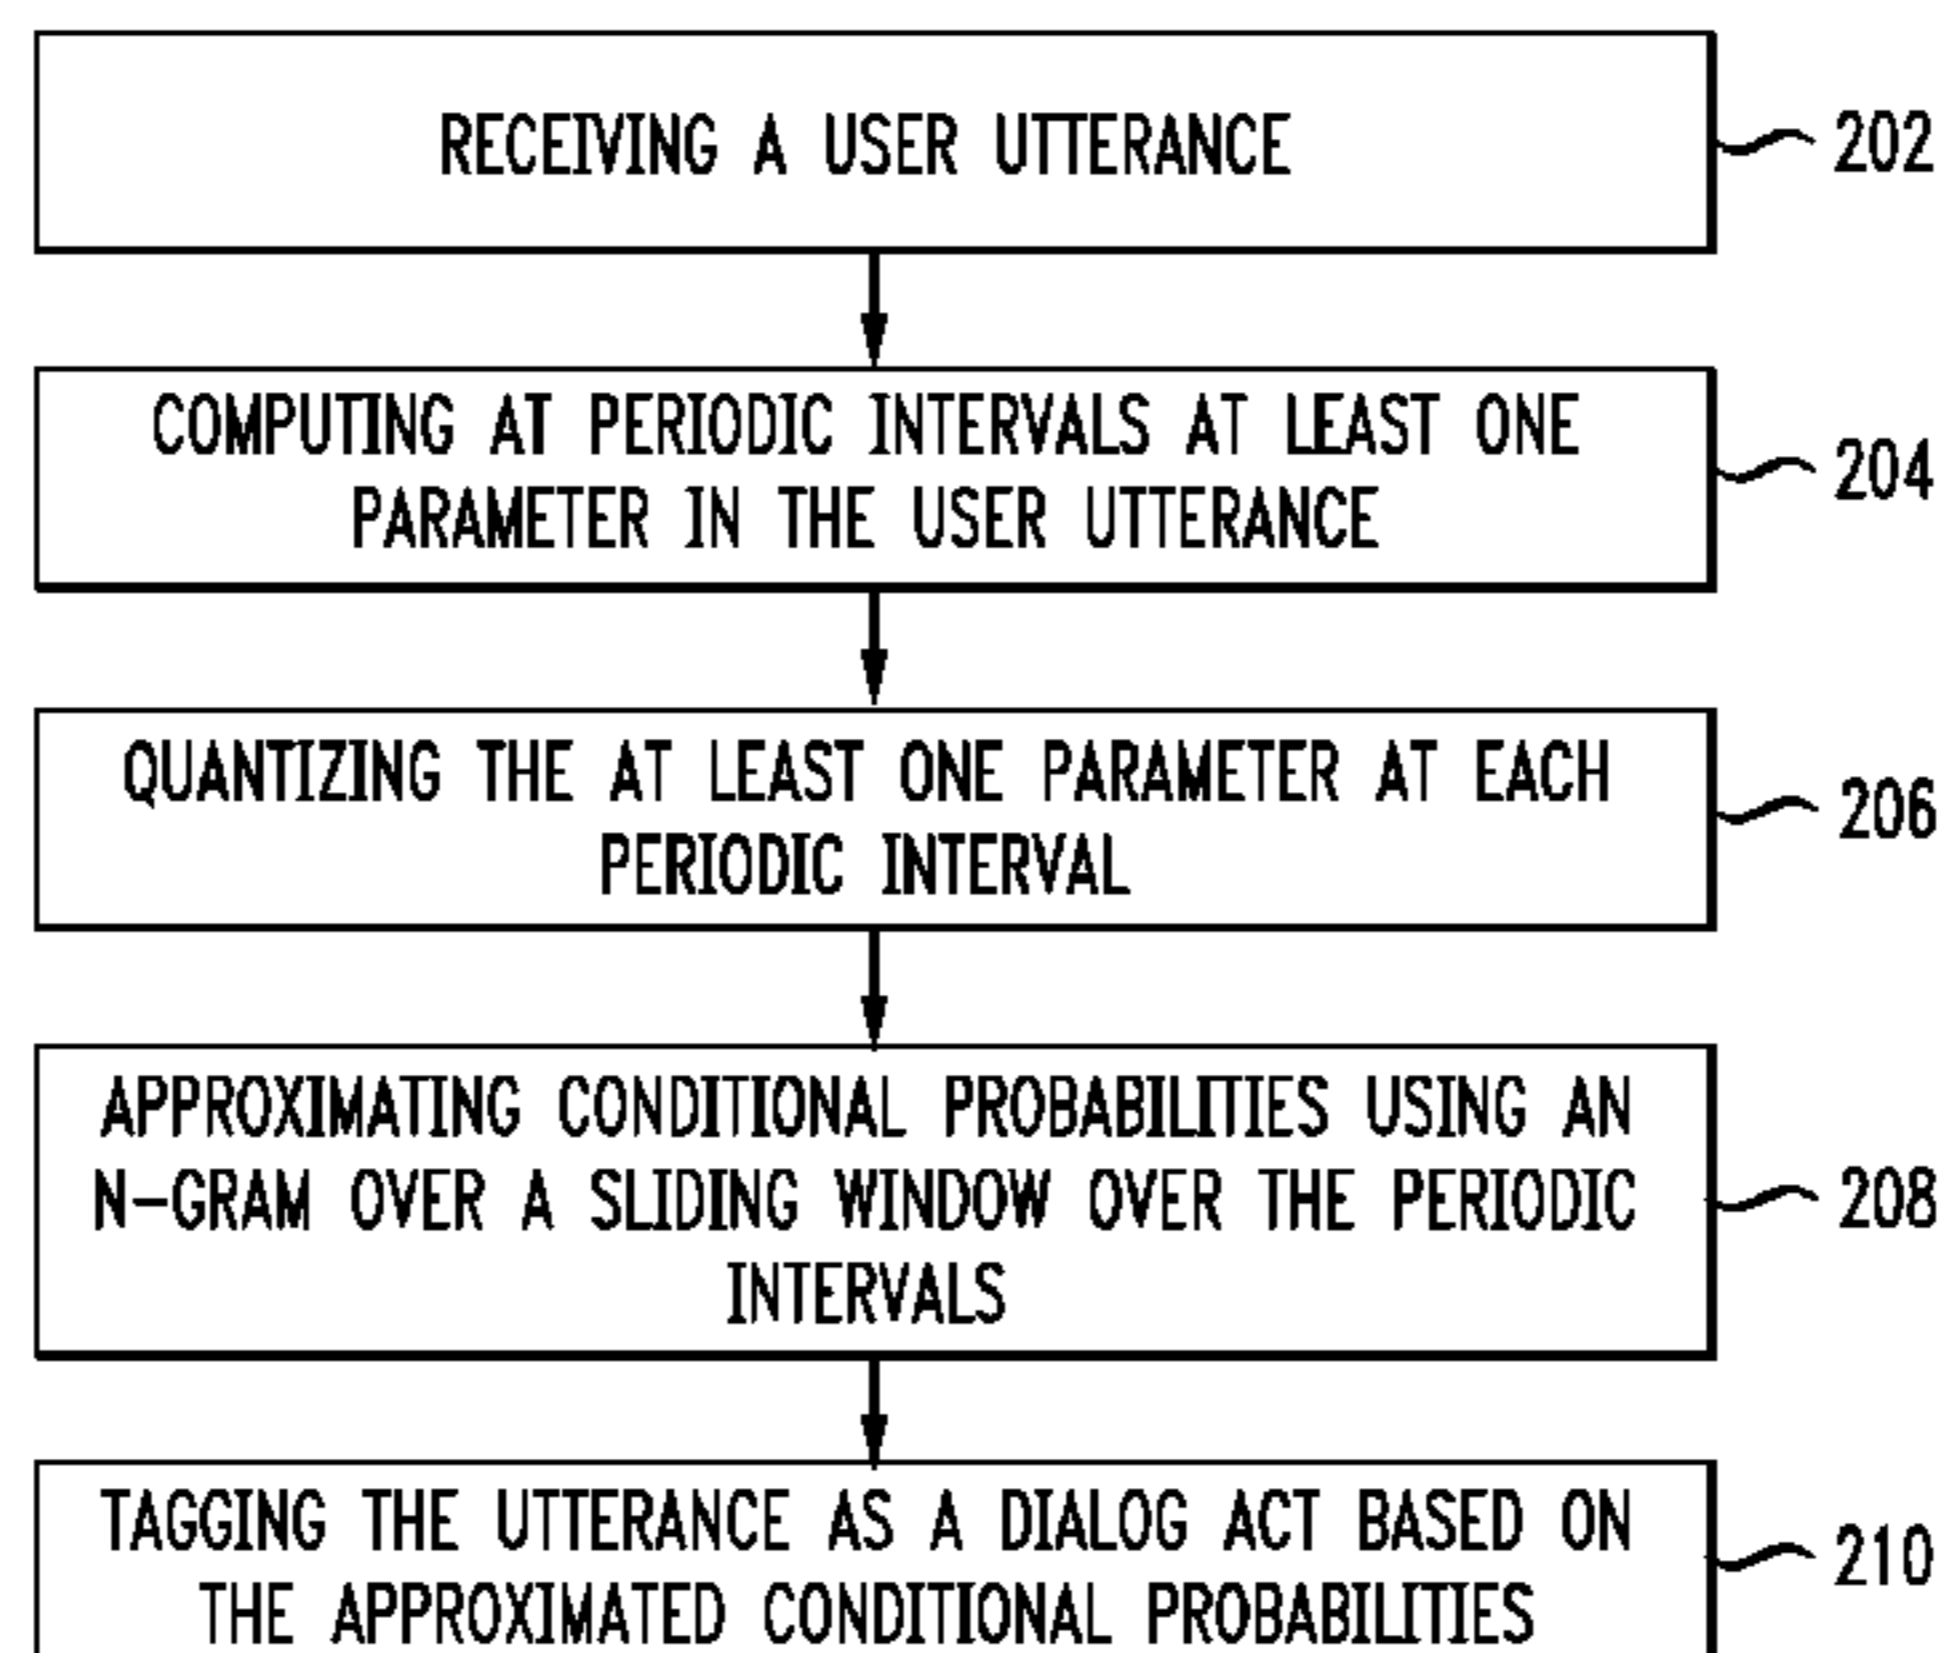 RECEIVING A USER UTTERANCE
202
COMPUTING AT PERIODIC INTERVALS AT LEAST ONE
PARAMETER IN THE USER UTTERANCE
204
QUANTIZING THE AT LEAST ONE PARAMETER AT EACH
PERIODIC INTERVAL
206
APPROXIMATING CONDITIONAL PROBABILITIES USING AN
N-GRAM OVER A SLIDING WINDOW OVER THE PERIODIC
INTERVALS
208
TAGGING THE UTTERANCE AS A DIALOG ACT BASED ON
THE APPROXIMATED CONDITIONAL PROBABILITIES
210